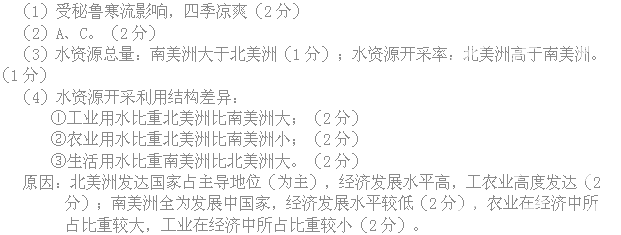 （1）受秘鲁寒流影响，四季凉爽（2分）
（2）A、C。（2分）
（3）水资源总量：南美洲大于北美洲（1分）；水资源开采率：北美洲高于南美洲。
（1分）
（4）水资源开采利用结构差异：
①工业用水比重北美洲比南美洲大；（2分）
②农业用水比重北美洲比南美洲小；（2分）
③生活用水比重南美洲比北美洲大。（2分）
原因：北美洲发达国家占主导地位（为主），经济发展水平高，工农业高度发达（2
分）；南美洲全为发展中国家，经济发展水平较低（2分），农业在经济中所
占比重较大，工业在经济中所占比重较小（2分）。